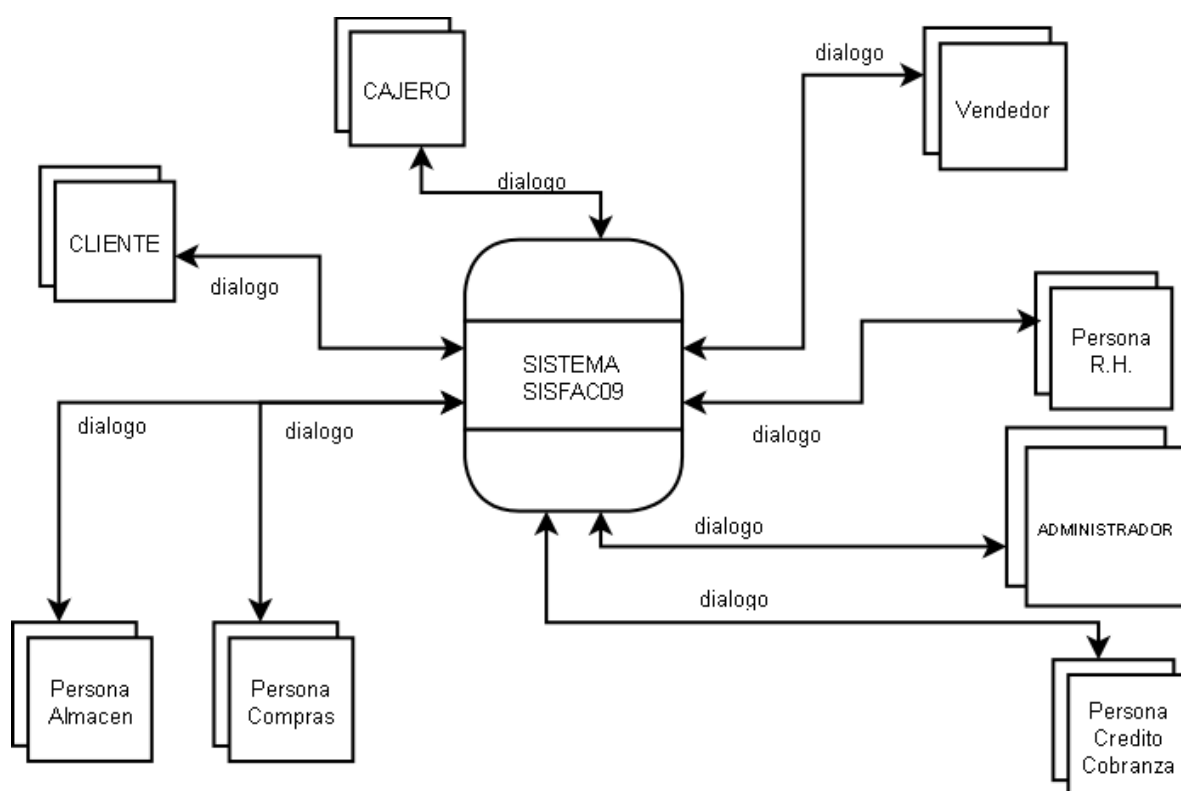 dialogo
CAJERO
Vendedor
dialogo
CLIENTE
dialogo
SISTEMA
SISFAC09
Persona
R.H.
dialogo
dialogo
dialogo
dialogo
ADMINISTRADOR
dialogo
Persona
Almacen
Persona
Compras
Persona
Credito
Cobranza